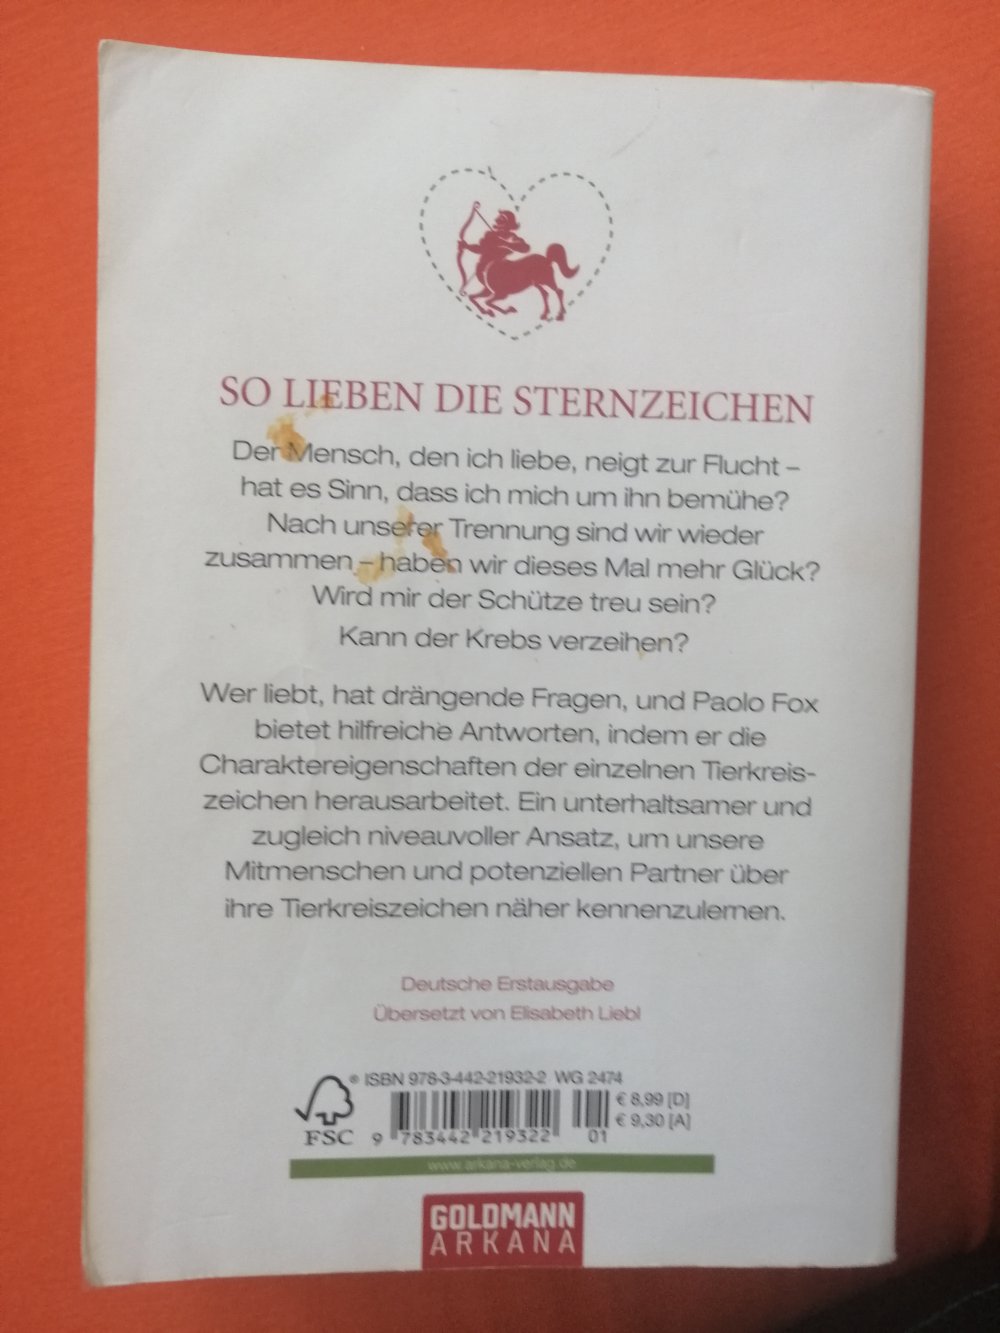 SO LIEBEN DIE STERNZEICHEN
Der Mensch, den ich liebe, neigt zur Flucht –
hat es Sinn, dass ich mich um ihn bemühe?
Nach unserer Trennung sind wir wieder
zusammen – haben wir dieses Mal mehr Glück?
Wird mir der Schütze treu sein?
Kann der Krebs verzeihen?
Wer liebt, hat drängende Fragen, und Paolo Fox
bietet hilfreiche Antworten, indem er die
Charaktereigenschaften der einzelnen Tierkreis-
zeichen herausarbeitet. Ein unterhaltsamer und
zugleich niveauvoller Ansatz, um unsere
Mitmenschen und potenziellen Partner über
ihre Tierkreiszeichen näher kennenzulernen.
Deutsche Erstausgabe
Übersetzt von Elisabeth Liebl
® ISBN 978-3-442-21932-2 WG 2474
€ 8,99 [D]
€ 9,30 [A]
FSC 9 783442 219322 01
www.arkana-verlag.de
GOLDMANN
ARKANA